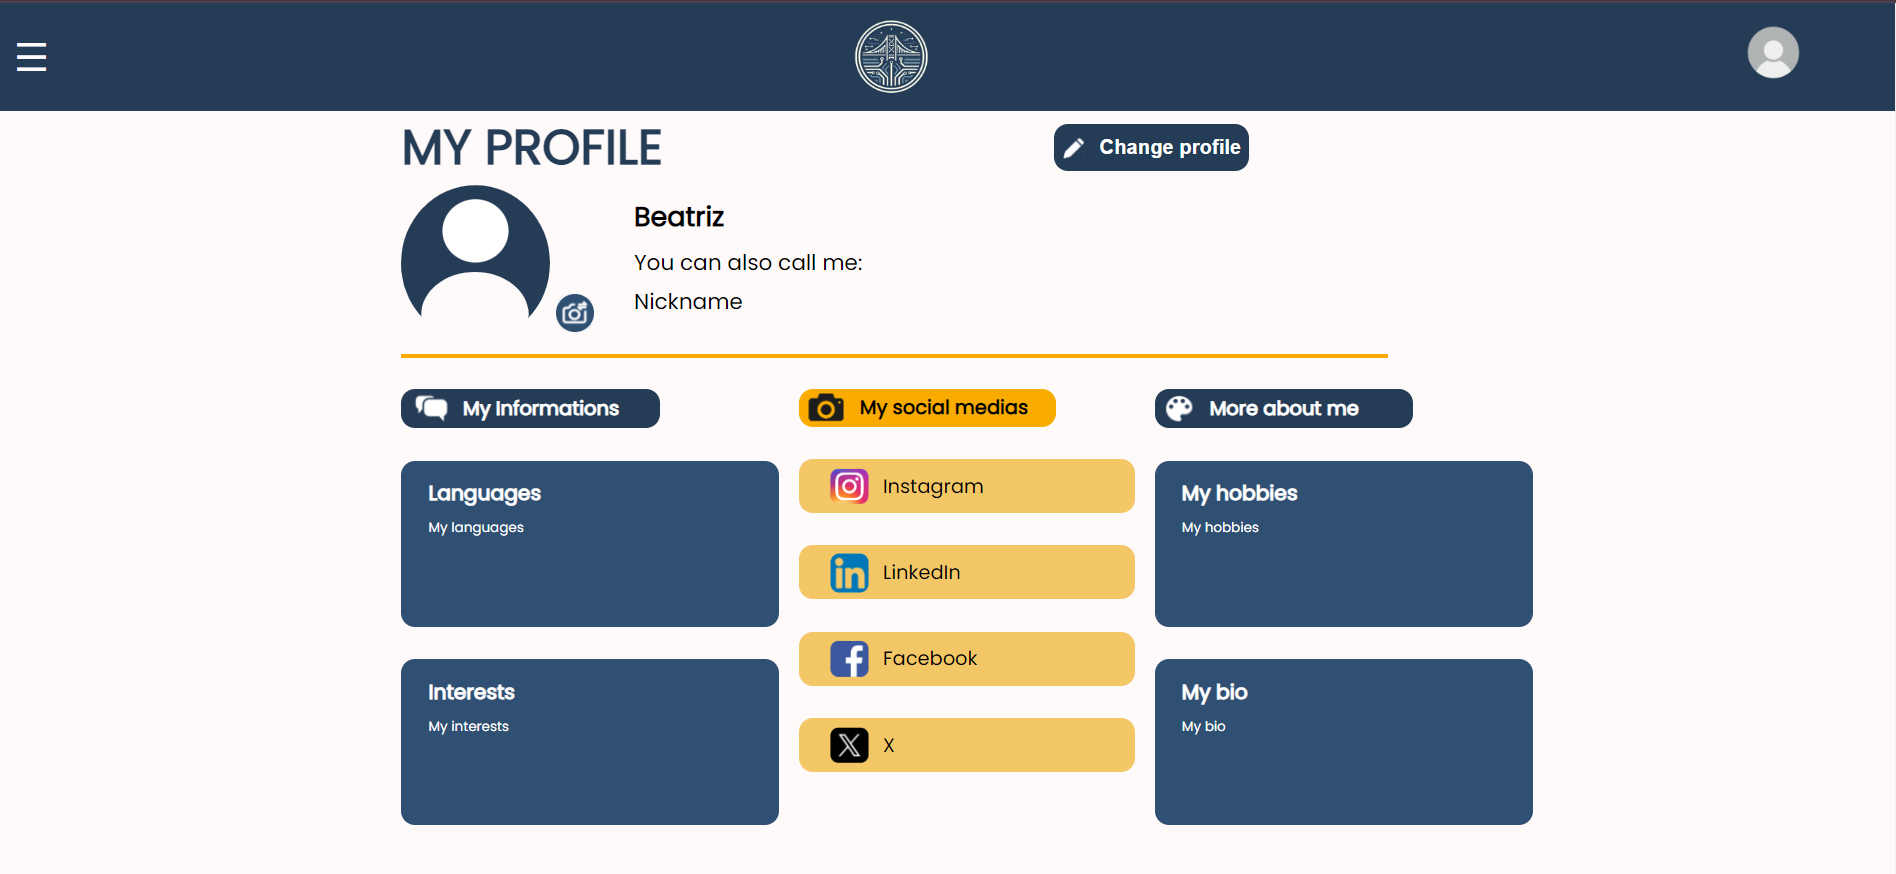 MY PROFILE
Change profile
Beatriz
You can also call me:
Nickname
My Informations
Languages
My languages
Interests
My interests
My social medias
Instagram
LinkedIn
Facebook
X
More about me
My hobbies
My hobbies
My bio
My bio